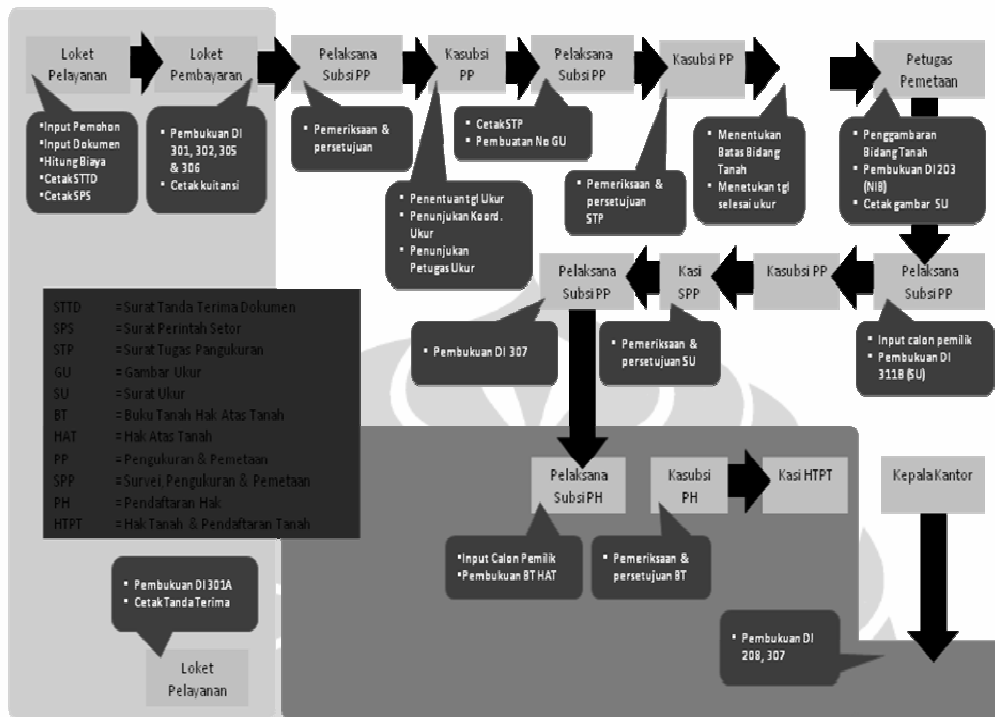 Loket
Pelayanan
Loket
Pembayaran
Pelaksana
Subsi PP
Kasubsi
PP
Pelaksana
Subsi PP
Kasubsi PP
Petugas
Pemetaan
•Input Pemohon
•Input Dokumen
•Hitung Biaya
•Cetak STTD
•Cetak SPS
▪ Pembukuan DI
301, 302, 305
& 306
▪ Cetak kuitansi
▪ Pemeriksaan &
persetujuan
▪ Penentuan tgl Ukur
▪ Penunjukan Koord.
Ukur
▪ Penunjukan
Petugas Ukur
▪ Cetak STP
▪ Pembuatan No GU
▪ Pemeriksaan &
persetujuan
STP
▪ Menentukan
Batas Bidang
Tanah
▪ Menetukan tgl
selesai ukur
▪ Penggambaran
Bidang Tanah
▪ Pembukuan DI 203
(NIB)
▪ Cetak gambar SU
Pelaksana
Subsi PP
Kasi
SPP
Kasubsi PP
Pelaksana
Subsi PP
▪ Pembukuan DI 307
▪ Pemeriksaan &
persetujuan SU
▪ Input calon pemilik
▪ Pembukuan DI
311B (SU)
STTD = Surat Tanda Terima Dokumen
SPS = Surat Perintah Setor
STP = Surat Tugas Pangukuran
GU = Gambar Ukur
SU = Surat Ukur
BT = Buku Tanah Hak Atas Tanah
HAT = Hak Atas Tanah
PP = Pengukuran & Pemetaan
SPP = Survei, Pengukuran & Pemetaan
PH = Pendaftaran Hak
HTPT = Hak Tanah & Pendaftaran Tanah
Pelaksana
Subsi PH
Kasubsi
PH
Kasi HTPT
Kepala Kantor
•Input Calon Pemilik
•Pembukuan BT HAT
▪ Pemeriksaan &
persetujuan BT
▪ Pembukuan DI 301A
▪ Cetak Tanda Terima
▪ Pembukuan DI
208, 307
Loket
Pelayanan